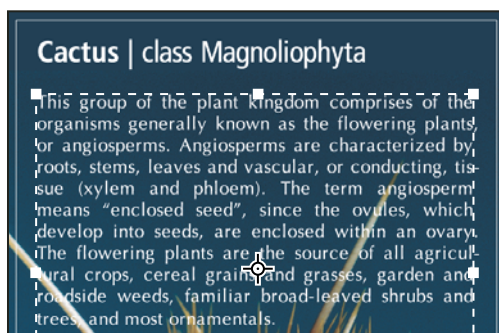 Cactus | class Magnoliophyta
This group of the plant kingdom comprises of the
organisms generally known as the flowering plants,
or angiosperms. Angiosperms are characterized by
roots, stems, leaves and vascular, or conducting, tis-
sue (xylem and phloem). The term angiosperm
means “enclosed seed”, since the ovules, which
develop into seeds, are enclosed within an ovary.
The flowering plants are the source of all agricul-
tural crops, cereal grains and grasses, garden and
roadside weeds, familiar broad-leaved shrubs and
trees, and most ornamentals.